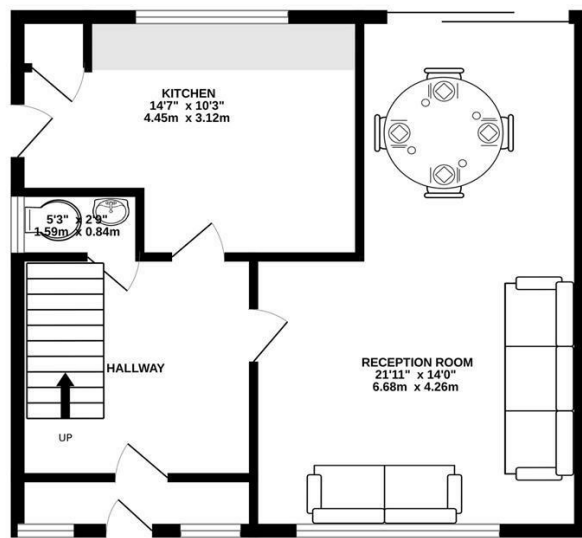 KITCHEN
14'7" x 10'3"
4.45m x 3.12m
5'3" x 2'9"
1.59m x 0.84m
HALLWAY
UP
RECEPTION ROOM
21'11" x 14'0"
6.68m x 4.26m